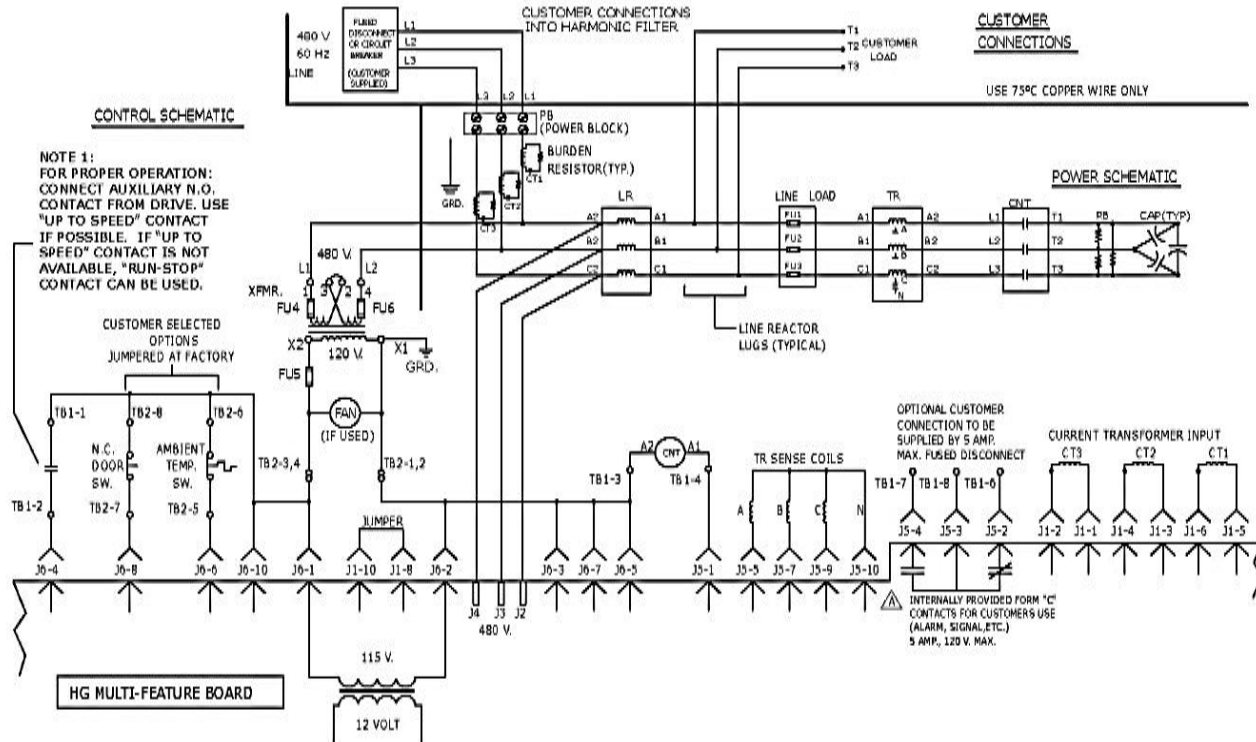 CUSTOMER CONNECTIONS
INTO HARMONIC FILTER
CUSTOMER
CONNECTIONS
480 V
60 HZ
LINE
FUSED
DISCONNECT
OR CIRCUIT
BREAKER
(CUSTOMER
SUPPLIED)
L1
L2
L3
T1
T2
T3
CUSTOMER
LOAD
USE 75ºC COPPER WIRE ONLY
CONTROL SCHEMATIC
L3 L2 L1
PB
(POWER BLOCK)
NOTE 1:
FOR PROPER OPERATION:
CONNECT AUXILIARY N.O.
CONTACT FROM DRIVE. USE
"UP TO SPEED" CONTACT
IF POSSIBLE. IF "UP TO
SPEED" CONTACT IS NOT
AVAILABLE, "RUN-STOP"
CONTACT CAN BE USED.
GRD.
BURDEN
RESISTOR(TYP.)
CT1
CT2
CT3
POWER SCHEMATIC
LR
LINE LOAD
TR
CNT
CAP(TYP)
A2 A1 FU1 A1 A A2 L1 T1
B2 B1 FU2 B1 B B2 L2 T2
C2 C1 FU3 C1 C C2 L3 T3
N
LINE REACTOR
LUGS (TYPICAL)
L1 480 V. L2
XFMR. 1 3 2 4
FU4 FU6
X2 120 V. X1
GRD.
FU5
FAN
(IF USED)
TB2-3,4 TB2-1,2
CUSTOMER SELECTED
OPTIONS
JUMPERED AT FACTORY
TB1-1 TB2-8 TB2-6
N.C.
DOOR
SW.
AMBIENT
TEMP.
SW.
TB1-2 TB2-7 TB2-5
A2 CNT A1
TB1-3 TB1-4
TR SENSE COILS
A B C N
OPTIONAL CUSTOMER
CONNECTION TO BE
SUPPLIED BY 5 AMP.
MAX. FUSED DISCONNECT
TB1-7 TB1-8 TB1-6
CURRENT TRANSFORMER INPUT
CT3 CT2 CT1
JUMPER
J6-4 J6-8 J6-6 J6-10 J6-1 J1-10 J1-8 J6-2 J6-3 J6-7 J6-5 J5-1 J5-5 J5-7 J5-9 J5-10
J5-4 J5-3 J5-2 J1-2 J1-1 J1-4 J1-3 J1-6 J1-5
J4 J3 J2
480 V.
A
INTERNALLY PROVIDED FORM "C"
CONTACTS FOR CUSTOMERS USE
(ALARM, SIGNAL,ETC.)
5 AMP., 120 V. MAX.
115 V.
12 VOLT
HG MULTI-FEATURE BOARD